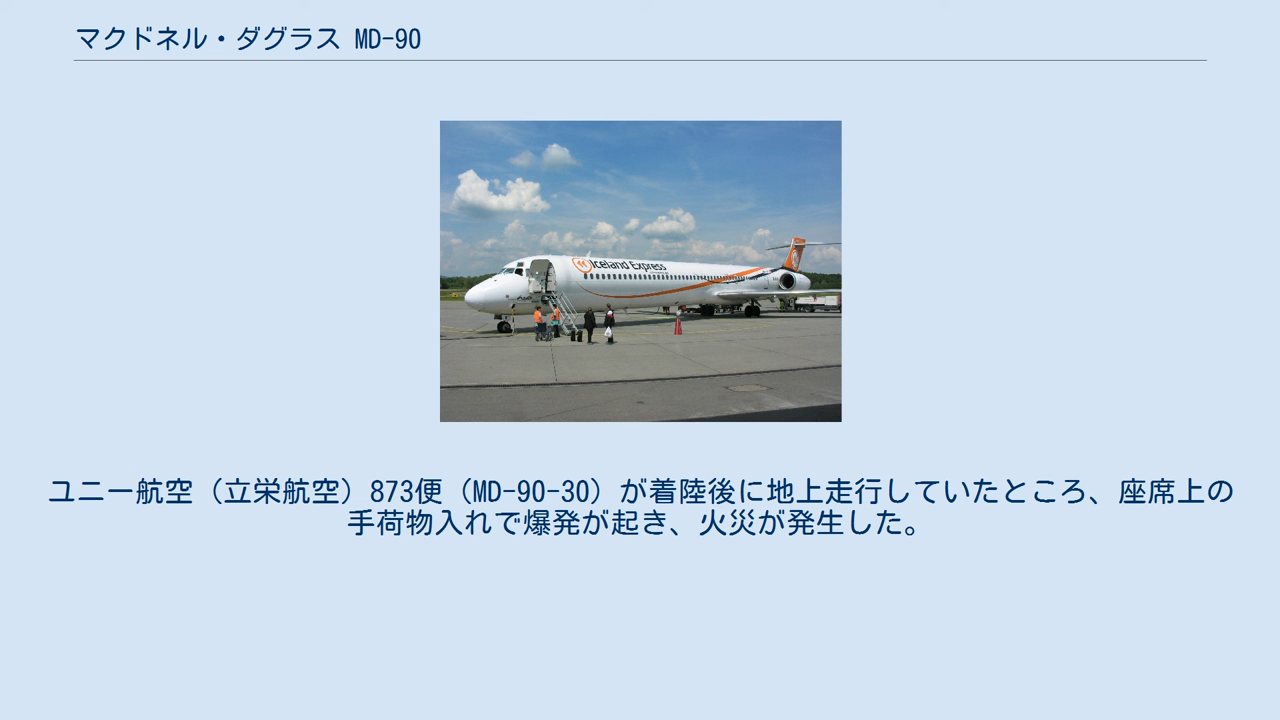 マクドネル・ダグラス MD-90
Iceland Express
ユニー航空（立栄航空）873便（MD-90-30）が着陸後に地上走行していたところ、座席上の
手荷物入れで爆発が起き、火災が発生した。